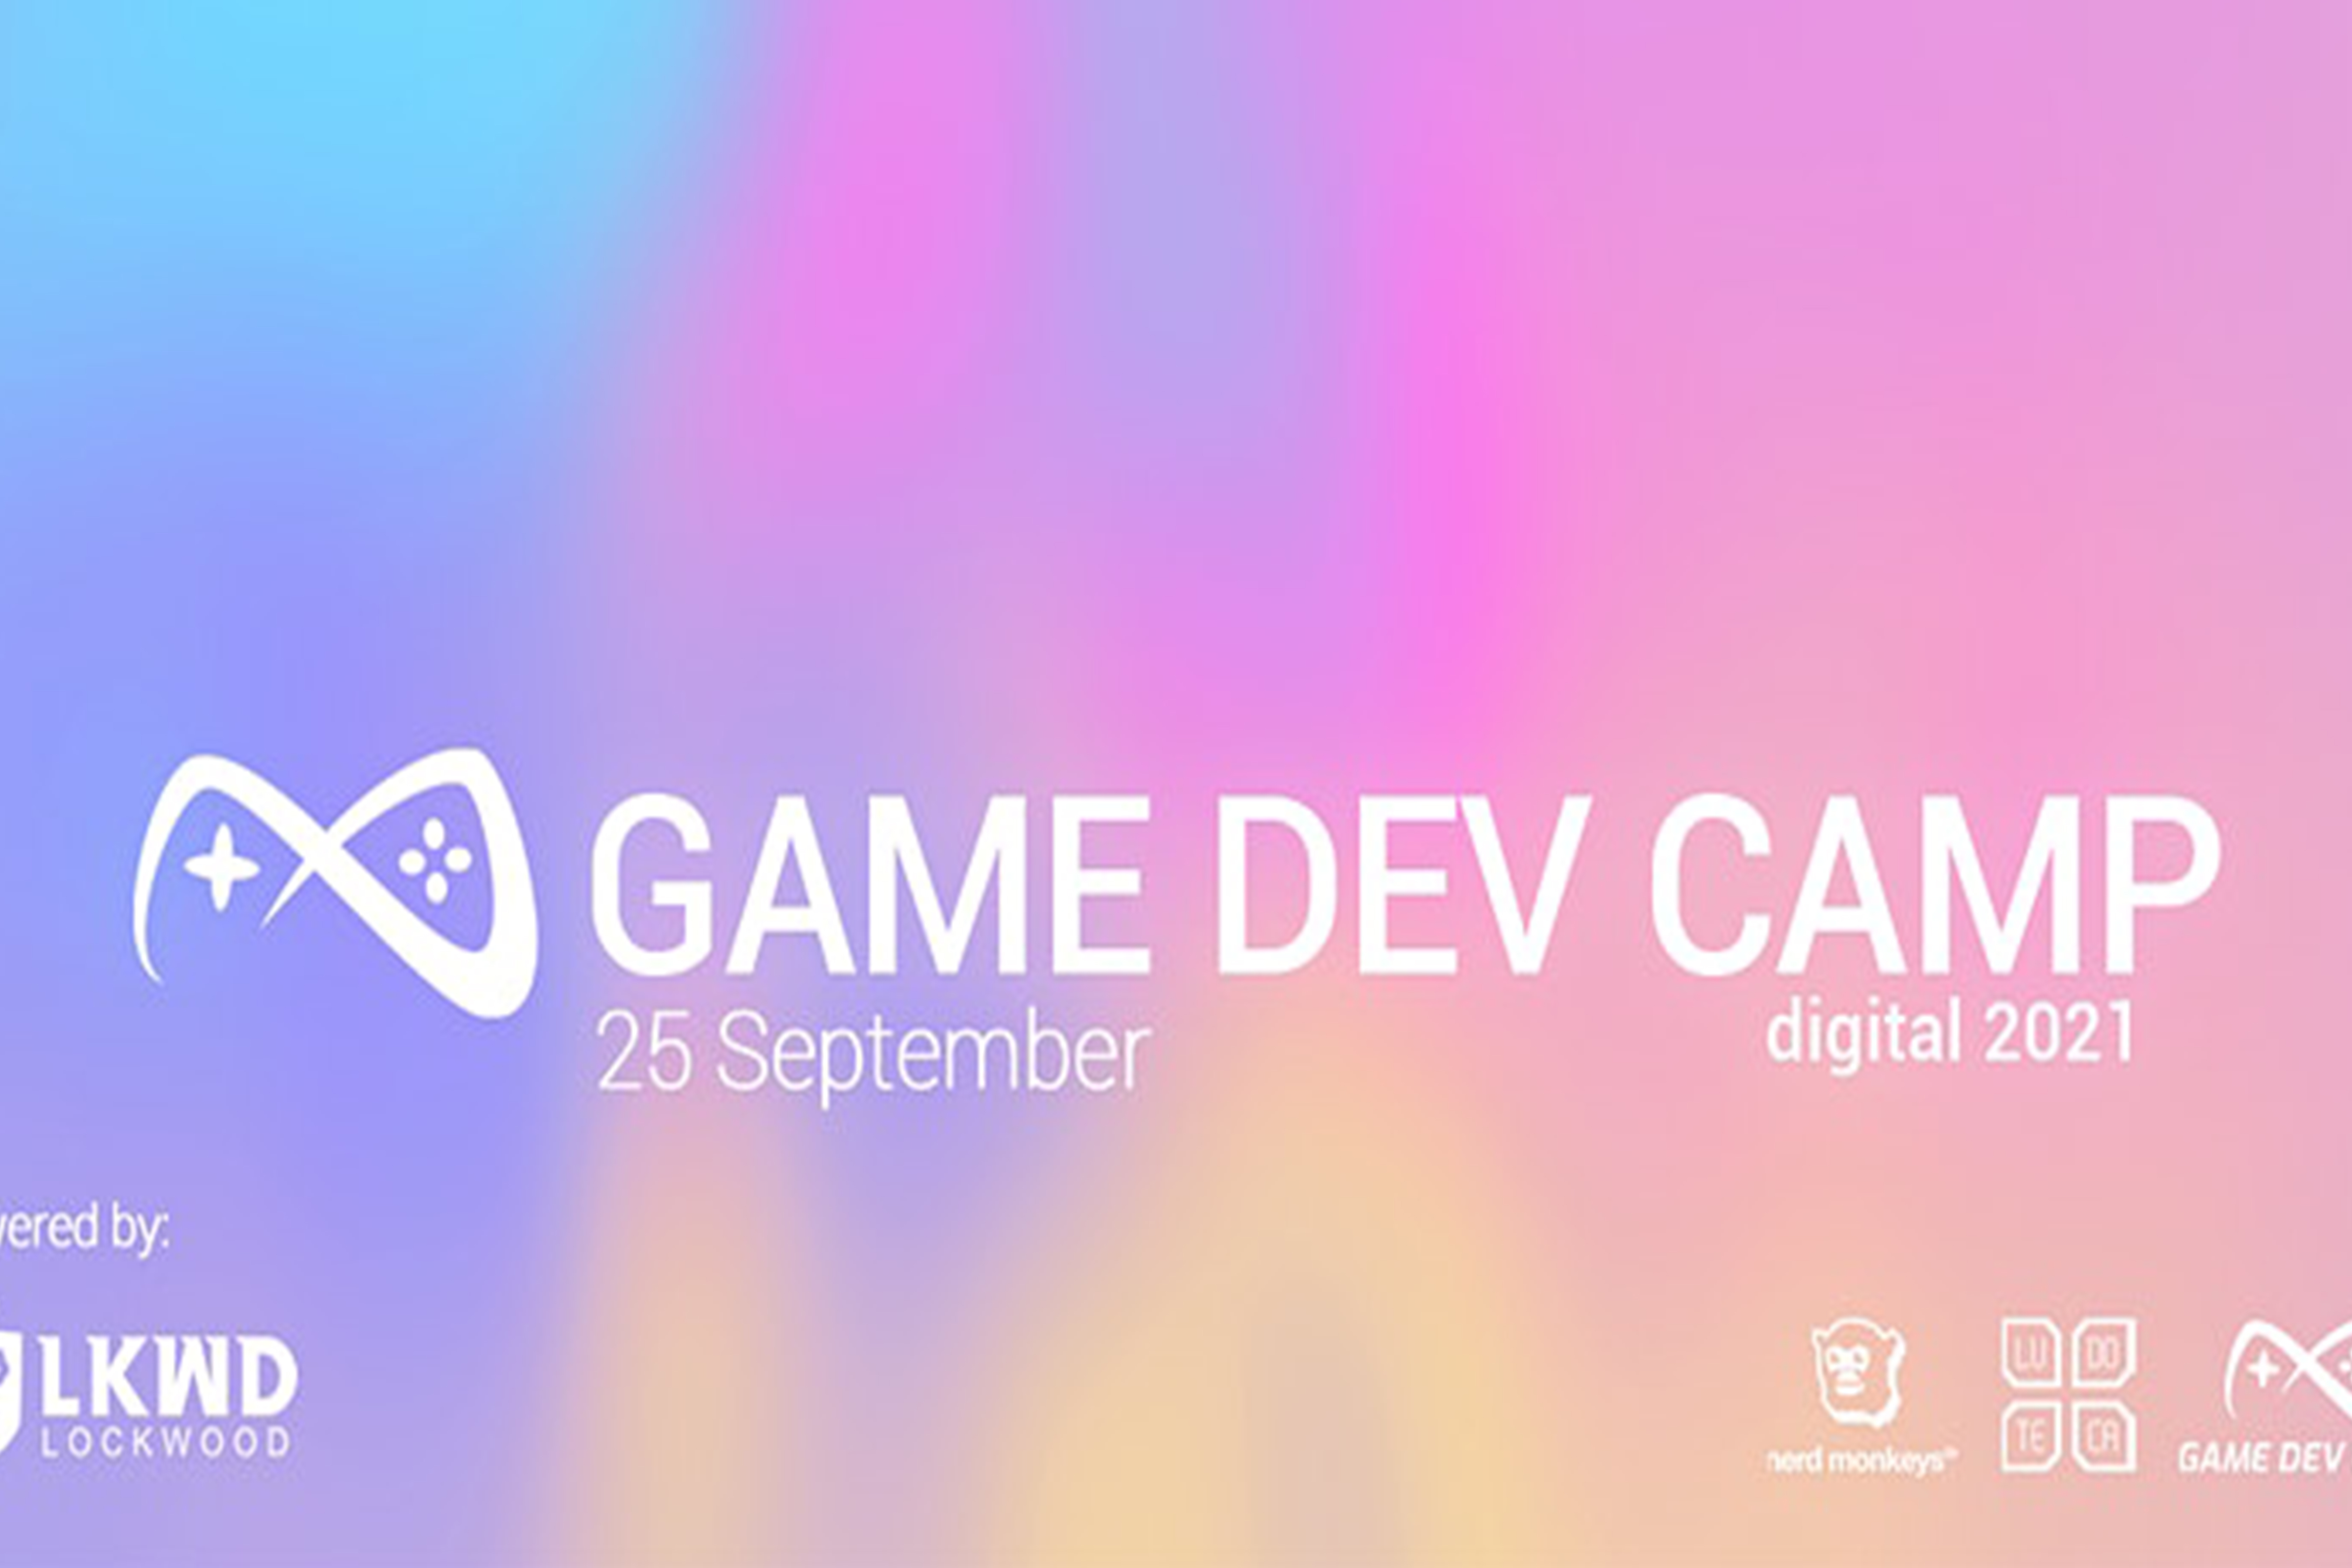 GAME DEV CAMP
25 September
digital 2021
wered by:
LKWD
LOCKWOOD
nerd monkeys®
LU DO
TE CA
GAME DEV